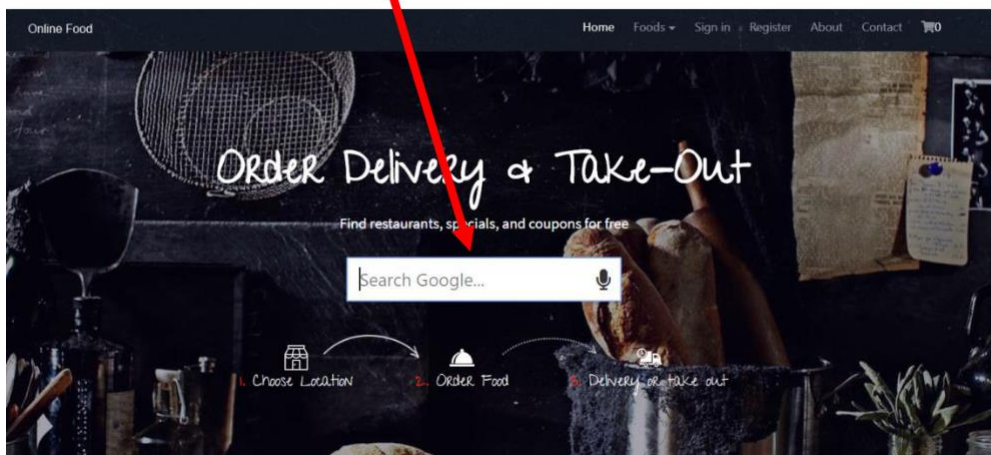 Online Food
Home Foods Sign in Register About Contact 0
Order Delivery & Take-Out
Find restaurants, specials, and coupons for free
Search Google...
1. Choose Location
2. Order Food
3. Delivery or take out